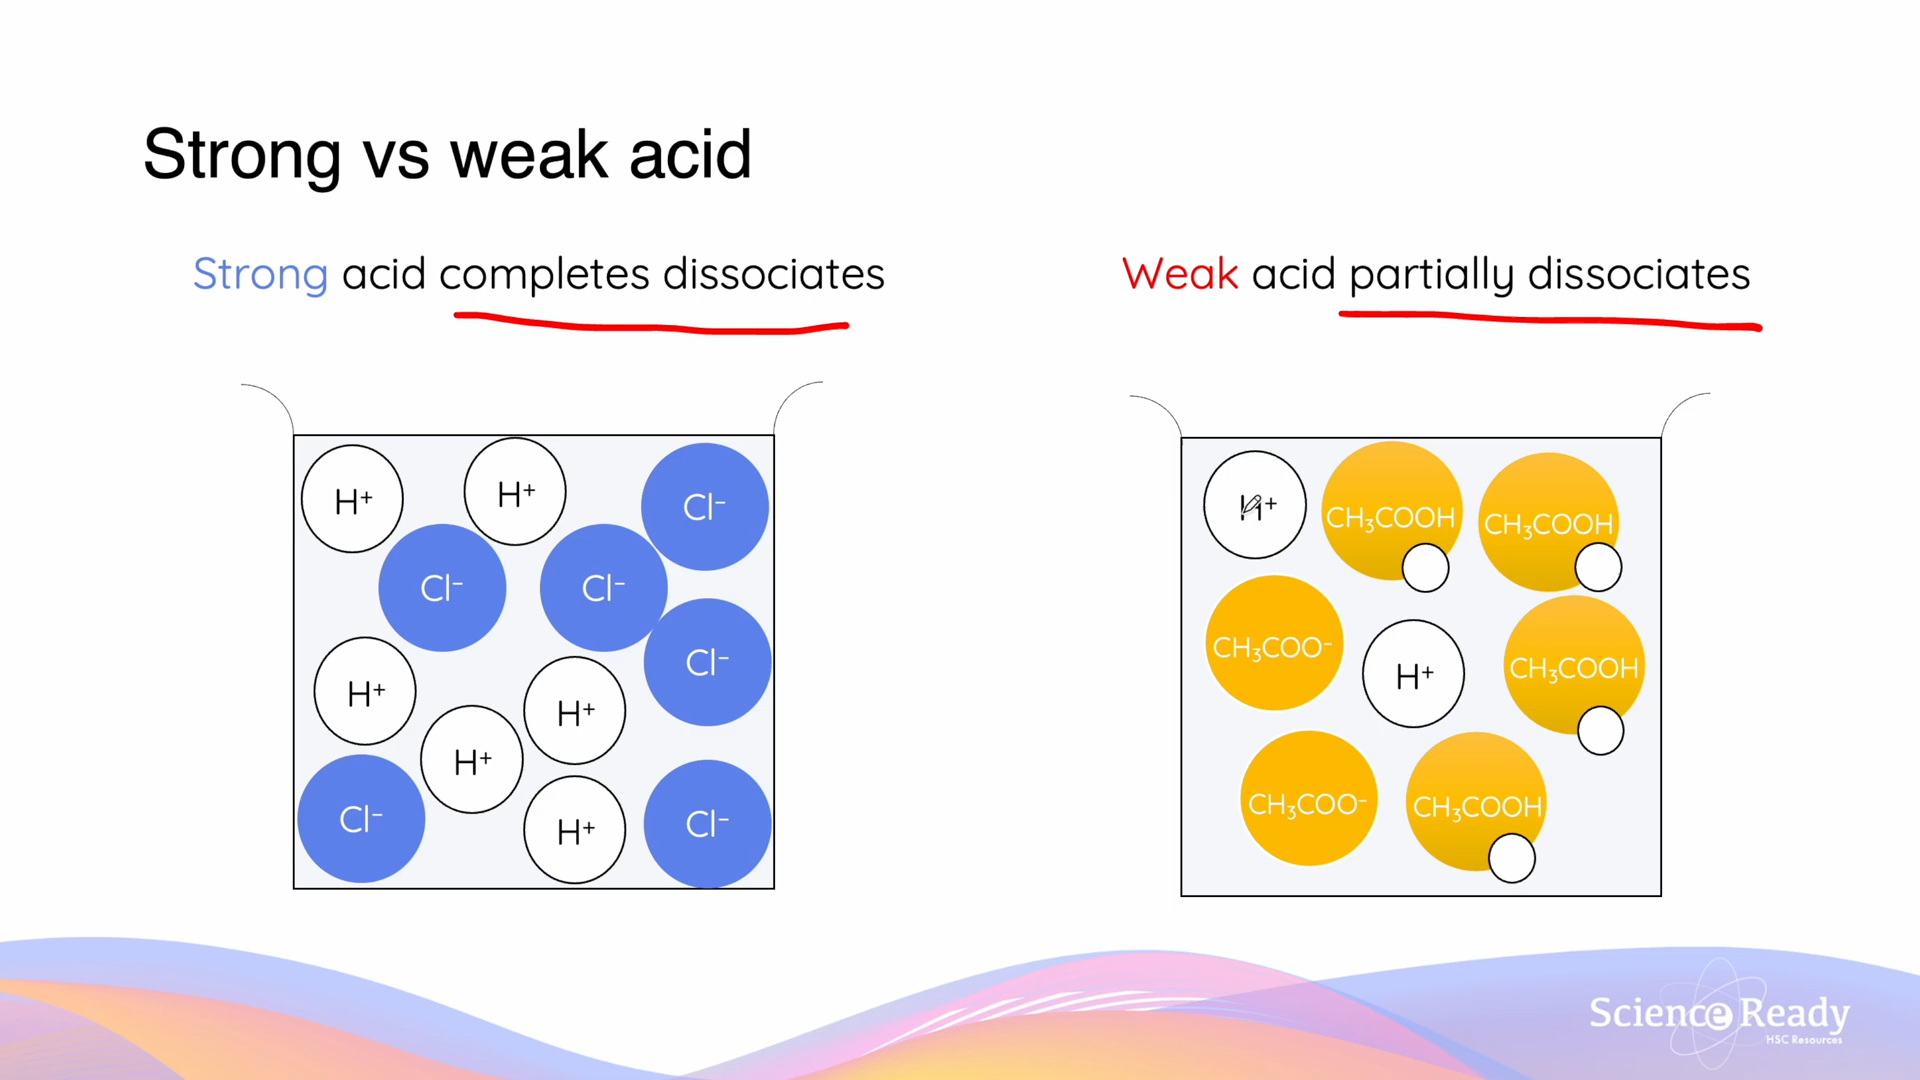 Strong vs weak acid
Strong acid completes dissociates
Weak acid partially dissociates
H⁺
H⁺
Cl⁻
Cl⁻
Cl⁻
Cl⁻
H⁺
H⁺
H⁺
Cl⁻
H⁺
Cl⁻
H⁺
CH₃COOH
CH₃COOH
CH₃COO⁻
H⁺
CH₃COOH
CH₃COO⁻
CH₃COOH
Science Ready
HSC Resources